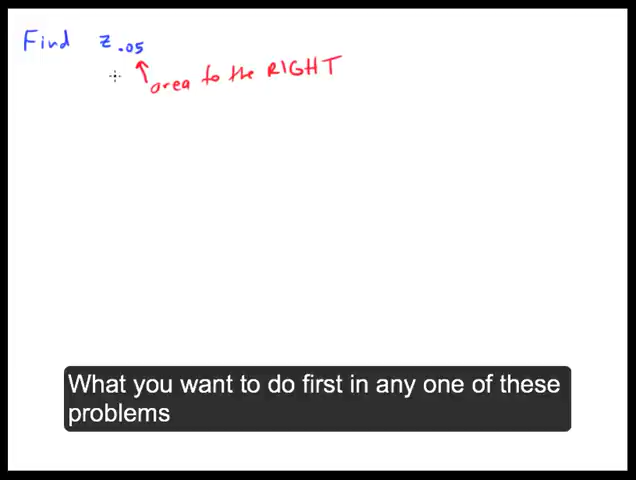 Find z.05
area to the RIGHT
What you want to do first in any one of these
problems